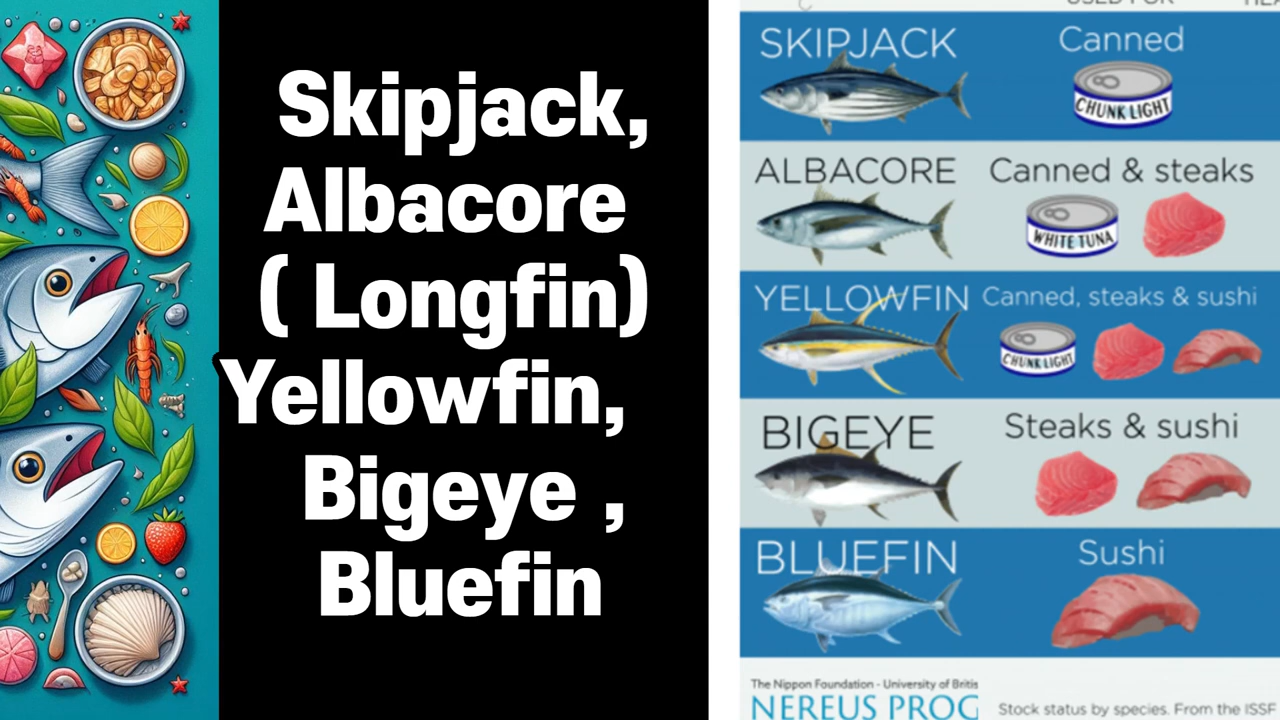 Skipjack,
Albacore
( Longfin)
Yellowfin,
Bigeye ,
Bluefin
USED FOR
SKIPJACK
Canned
CHUNK LIGHT
ALBACORE
Canned & steaks
WHITE TUNA
YELLOWFIN
Canned, steaks & sushi
CHUNK LIGHT
BIGEYE
Steaks & sushi
BLUEFIN
Sushi
The Nippon Foundation - University of Britis
NEREUS PROG
Stock status by species. From the ISSF